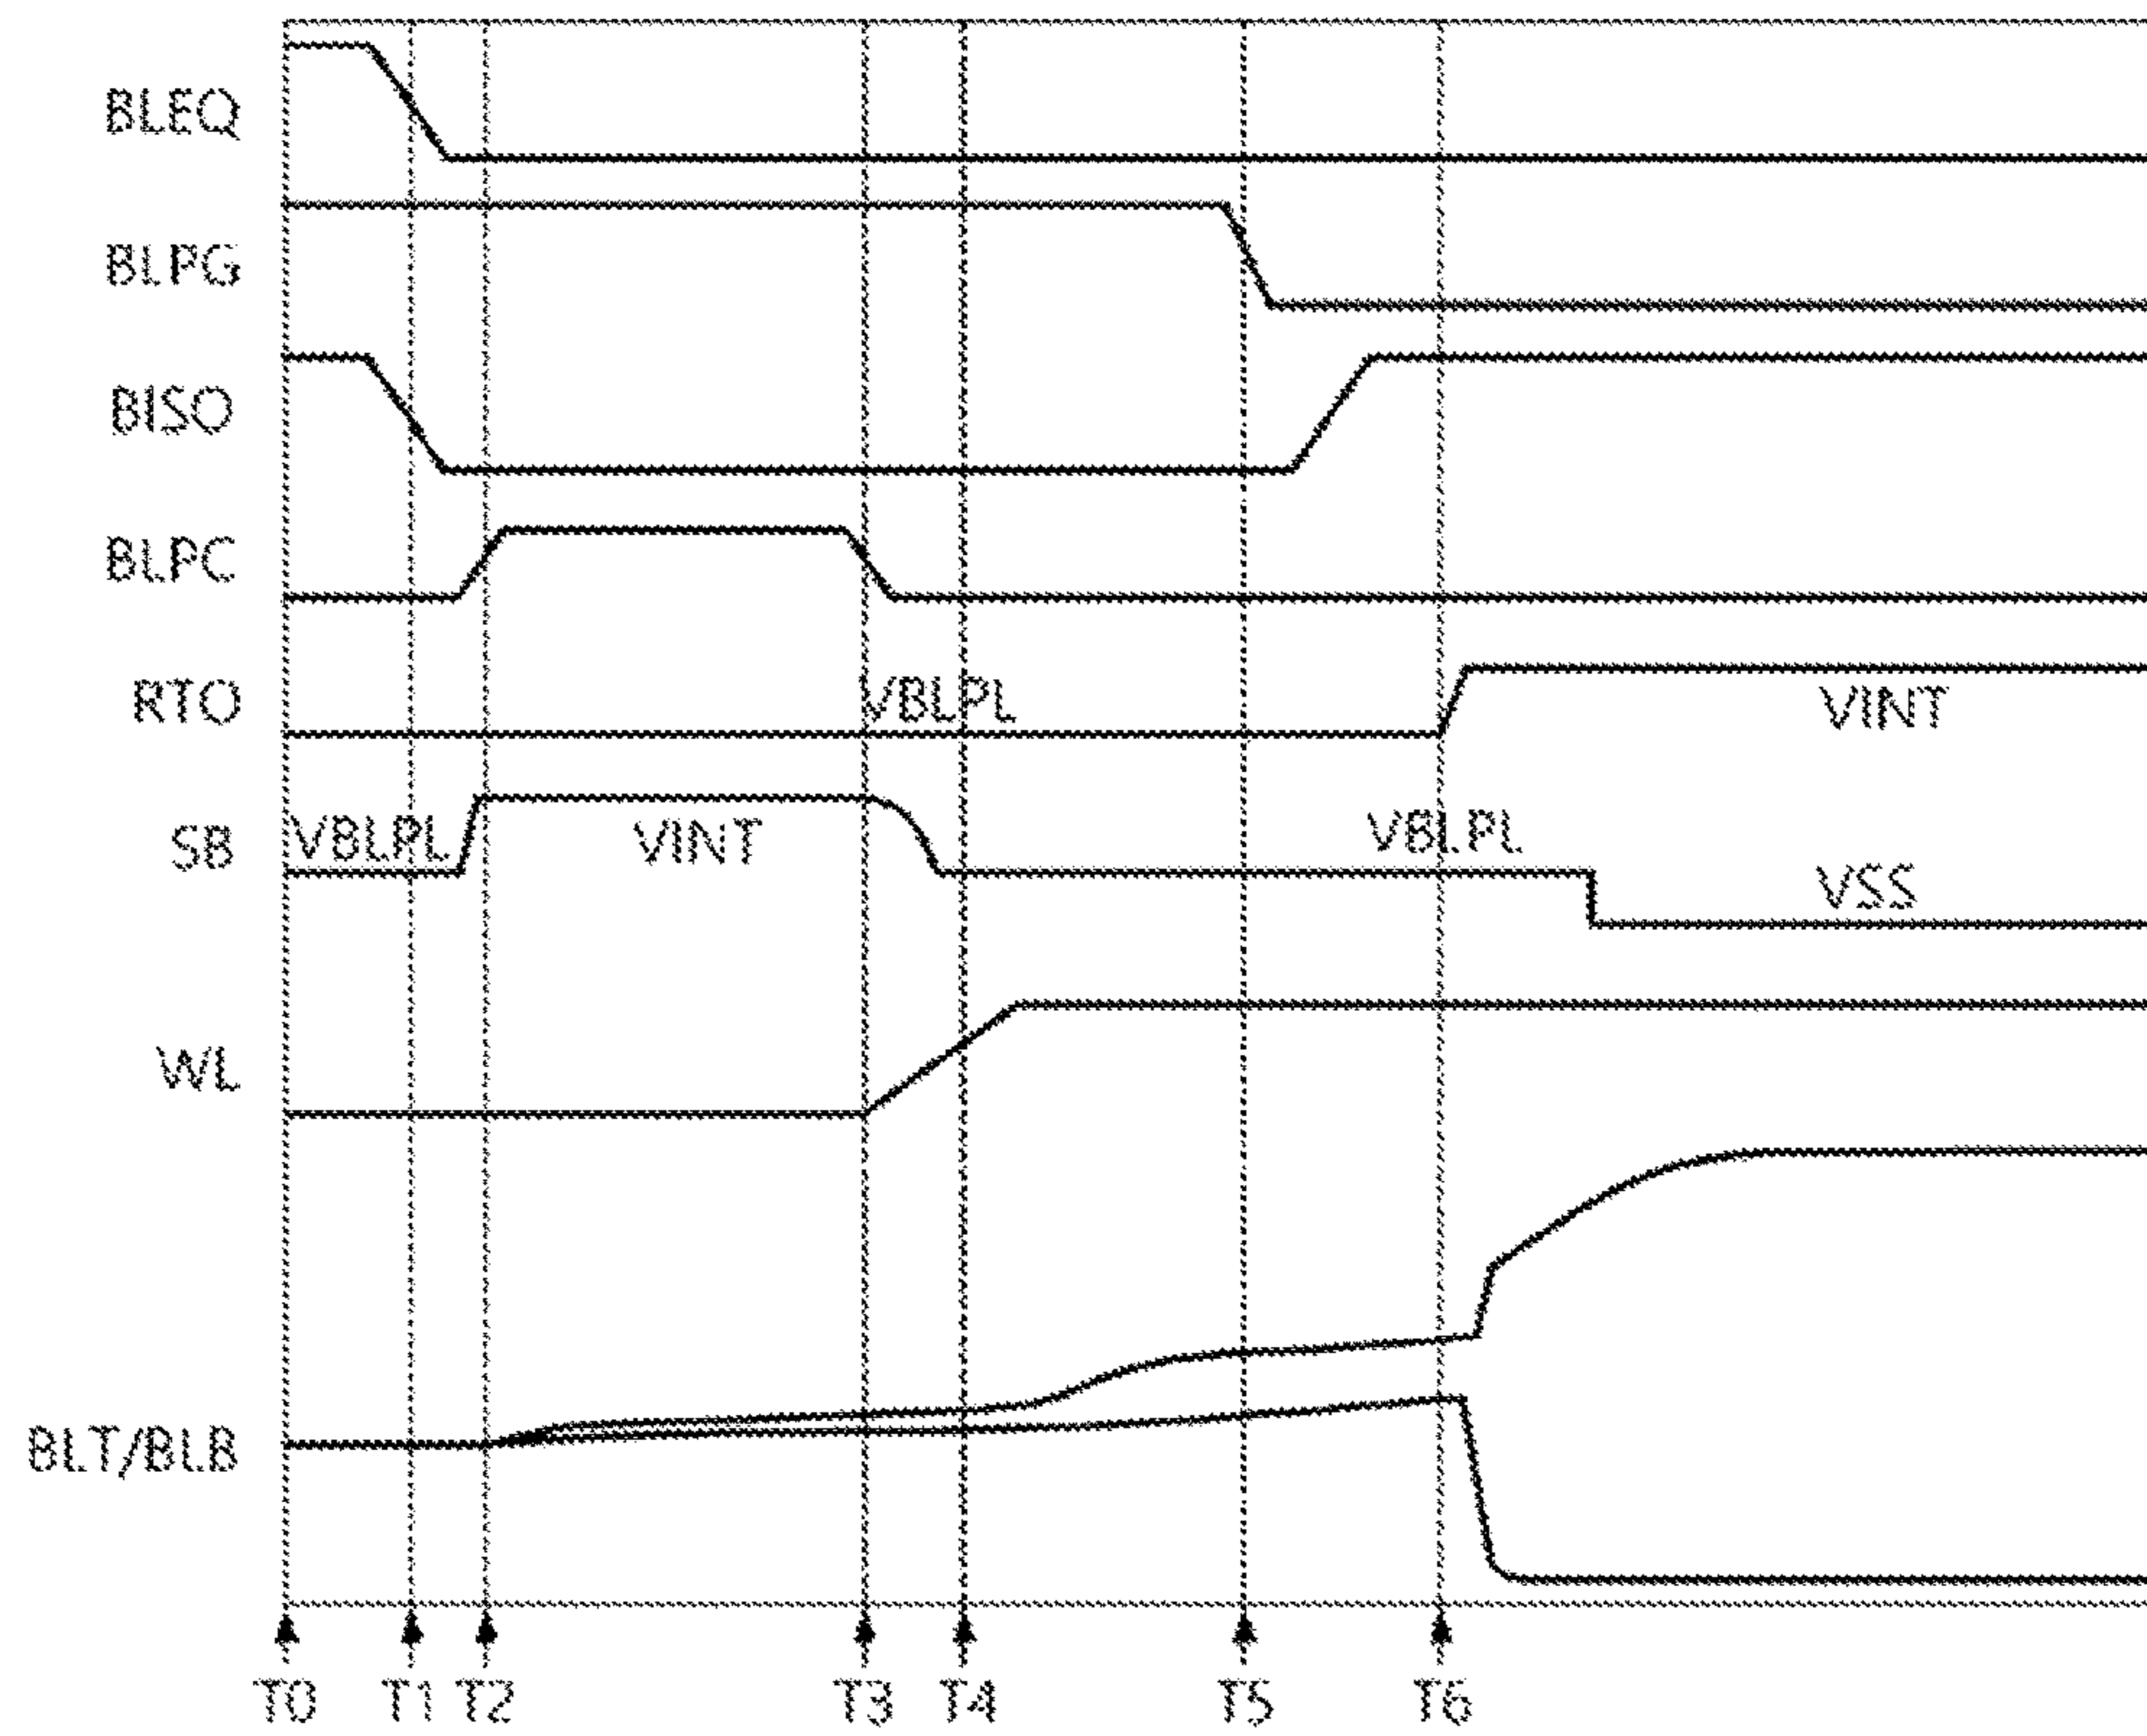 BLEQ
BLPG
BISO
BLPC
RTO VBLPL VINT
SB VBLPL VINT VBLPL VSS
WL
BLT/BLB
T0 T1 T2 T3 T4 T5 T6